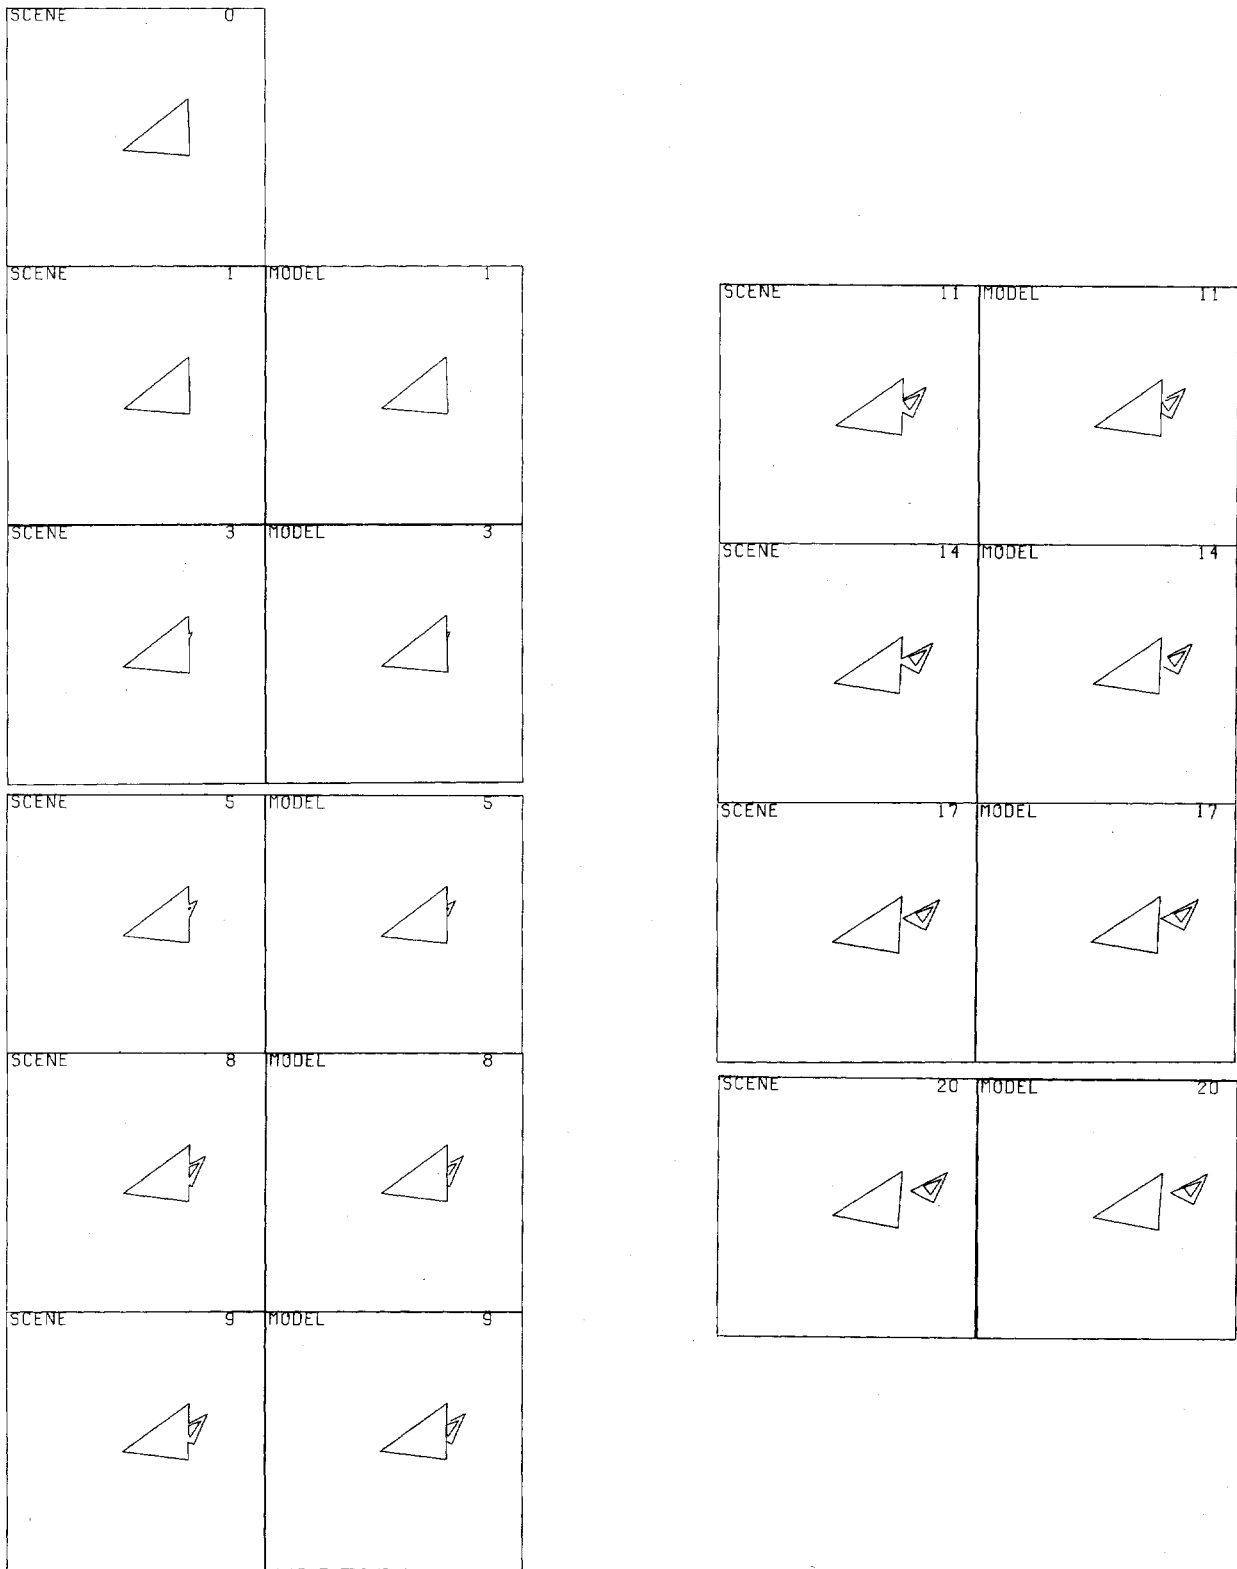 SCENE 0
SCENE 1 MODEL 1
SCENE 3 MODEL 3
SCENE 5 MODEL 5
SCENE 8 MODEL 8
SCENE 9 MODEL 9
SCENE 11 MODEL 11
SCENE 14 MODEL 14
SCENE 17 MODEL 17
SCENE 20 MODEL 20